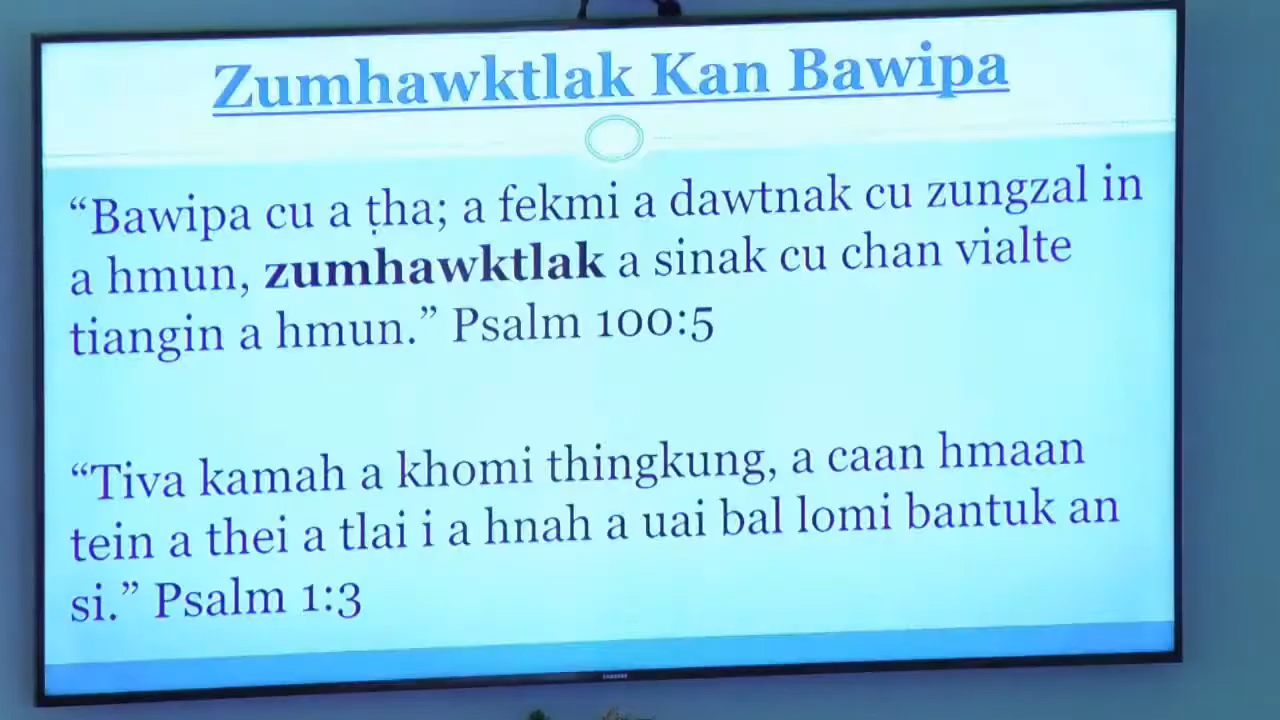 Zumhawktlak Kan Bawipa
“Bawipa cu a ṭha; a fekmi a dawtnak cu zungzal in
a hmun, zumhawktlak a sinak cu chan vialte
tiangin a hmun.” Psalm 100:5
“Tiva kamah a khomi thingkung, a caan hmaan
tein a thei a tlai i a hnah a uai bal lomi bantuk an
si.” Psalm 1:3
SAMSUNG